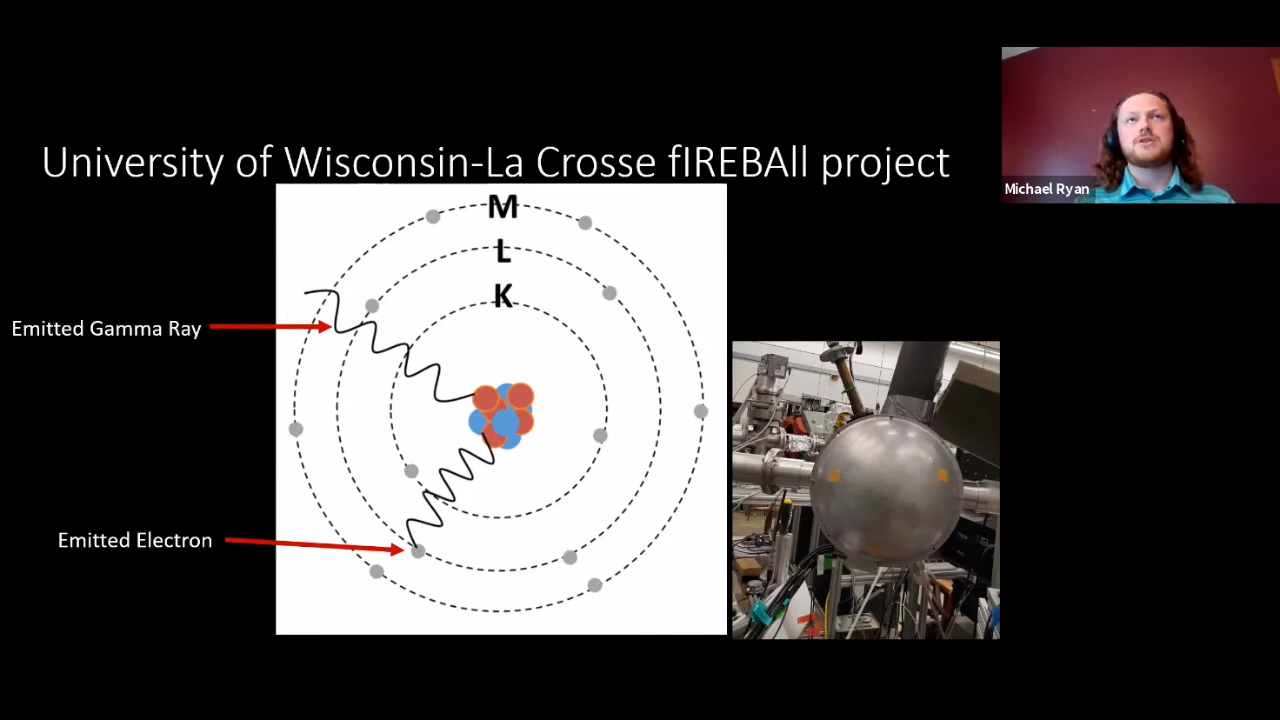 University of Wisconsin-La Crosse fIREBAll project
Michael Ryan
M
L
K
Emitted Gamma Ray
Emitted Electron